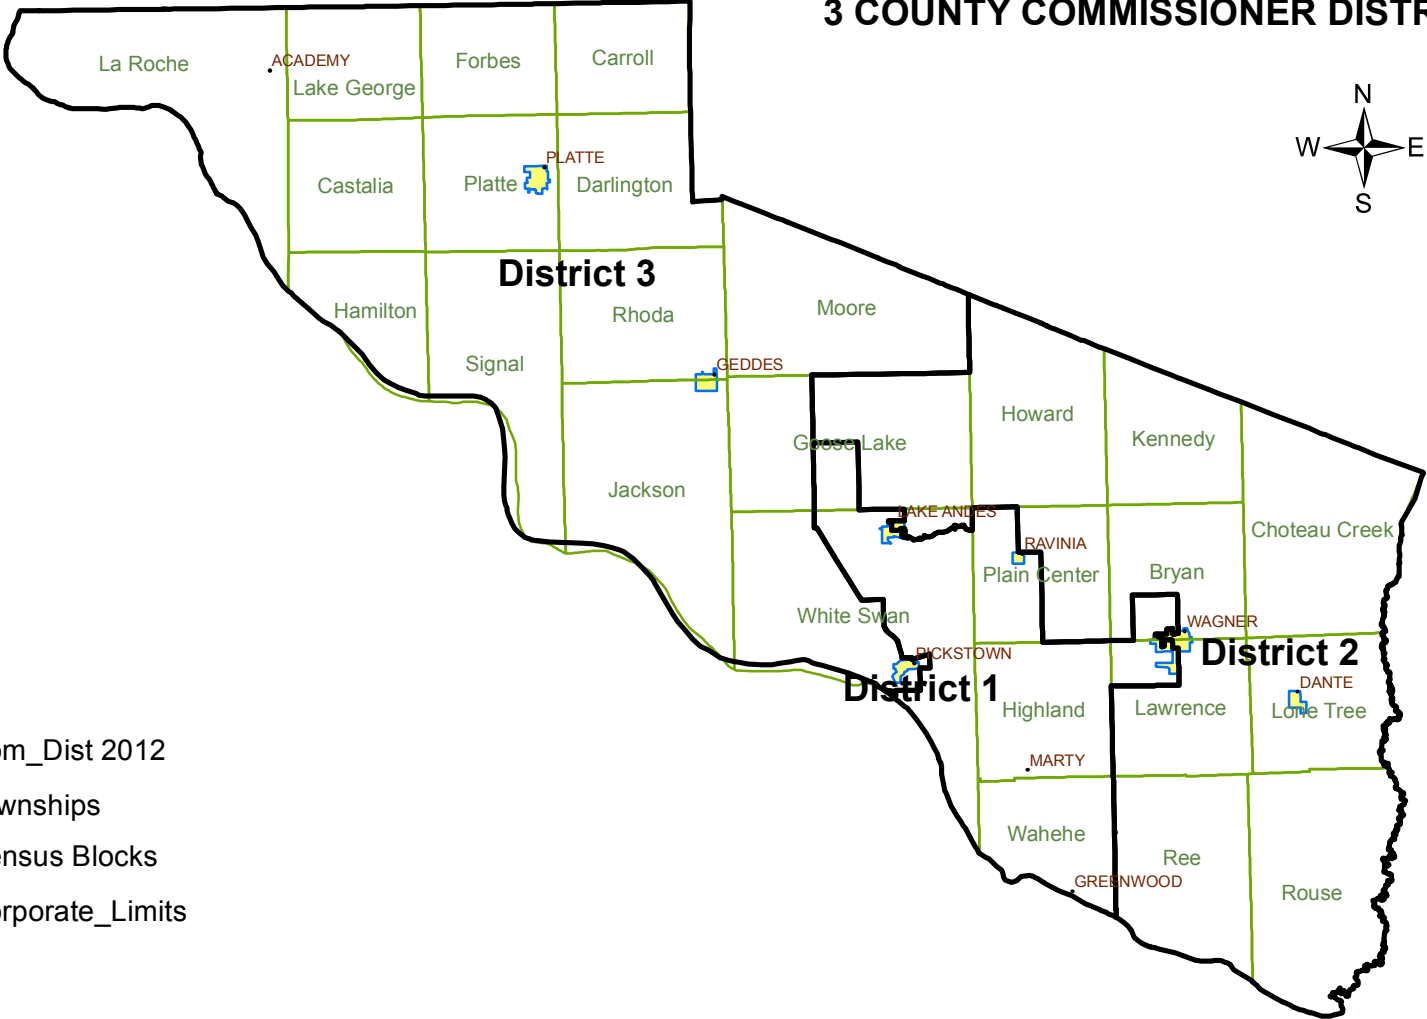 3 COUNTY COMMISSIONER DISTR
N
W E
S
La Roche
ACADEMY
Lake George
Forbes
Carroll
Castalia
Platte
PLATTE
Darlington
District 3
Hamilton
Signal
Rhoda
Moore
GEDDES
Jackson
Goose Lake
Howard
Kennedy
LAKE ANDES
RAVINIA
Plain Center
Bryan
Choteau Creek
White Swan
WAGNER
PICKSTOWN
District 1
District 2
DANTE
Highland
Lawrence
Lone Tree
MARTY
Wahehe
GREENWOOD
Ree
Rouse
om_Dist 2012
wnships
ensus Blocks
orporate_Limits